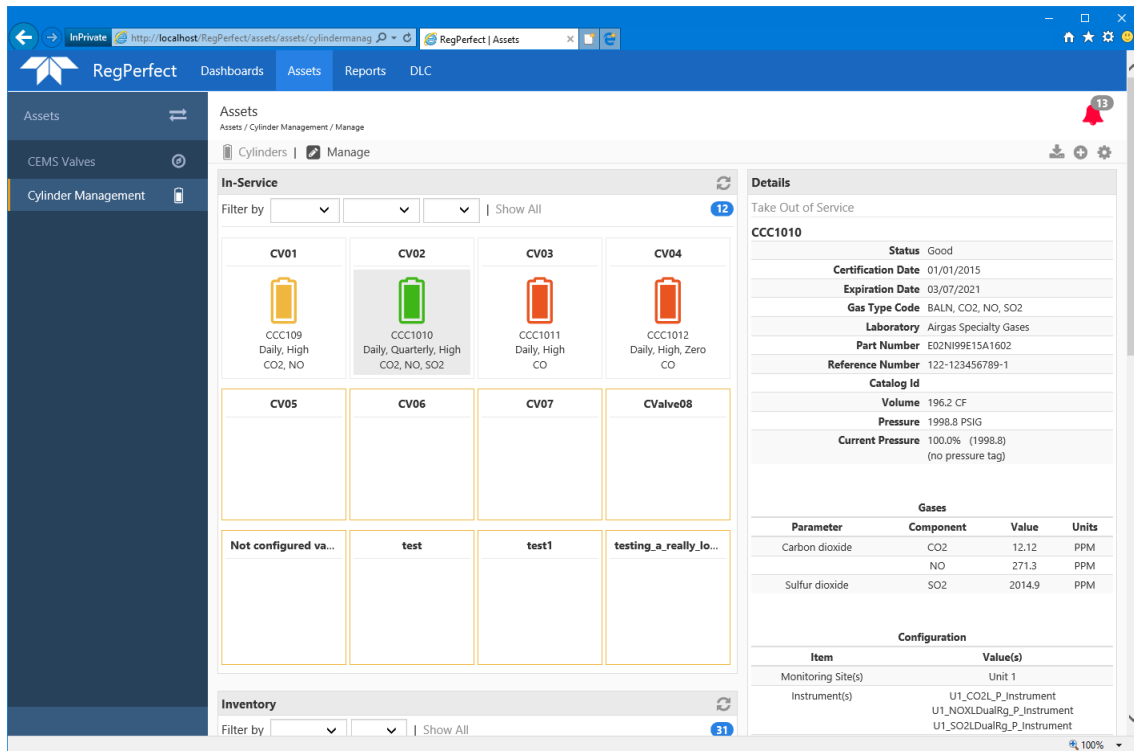 InPrivate http://localhost/RegPerfect/assets/assets/cylindermanag RegPerfect | Assets
RegPerfect Dashboards Assets Reports DLC
Assets
CEMS Valves
Cylinder Management
Assets
Assets / Cylinder Management / Manage
13
Cylinders | Manage
In-Service
Filter by | Show All 12
CV01 CV02 CV03 CV04
CCC109 CCC1010 CCC1011 CCC1012
Daily, High Daily, Quarterly, High Daily, High Daily, High, Zero
CO2, NO CO2, NO, SO2 CO CO
CV05 CV06 CV07 CValve08
Not configured va... test test1 testing_a_really_lo...
Inventory
Filter by | Show All 31
Details
Take Out of Service
CCC1010
Status Good
Certification Date 01/01/2015
Expiration Date 03/07/2021
Gas Type Code BALN, CO2, NO, SO2
Laboratory Airgas Specialty Gases
Part Number E02NI99E15A1602
Reference Number 122-123456789-1
Catalog Id
Volume 196.2 CF
Pressure 1998.8 PSIG
Current Pressure 100.0% (1998.8)
(no pressure tag)
Gases
Parameter Component Value Units
Carbon dioxide CO2 12.12 PPM
NO 271.3 PPM
Sulfur dioxide SO2 2014.9 PPM
Configuration
Item Value(s)
Monitoring Site(s) Unit 1
Instrument(s) U1_CO2L_P_Instrument
U1_NOXLDualRg_P_Instrument
U1_SO2LDualRg_P_Instrument
100%